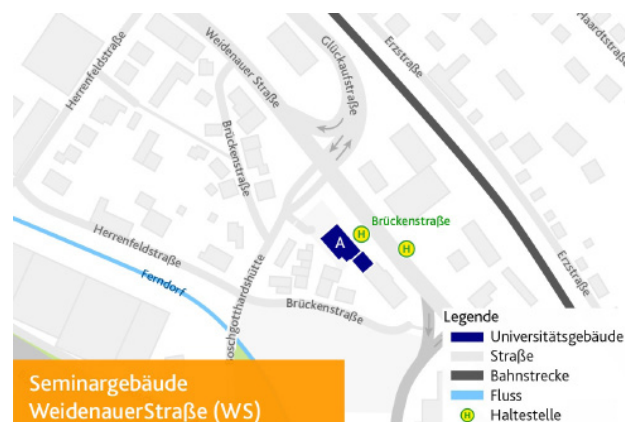 Herrenfeldstraße
Weidenauer Straße
Glückaufstraße
Erzstraße
Haardtstraße
Brückenstraße
Brückenstraße
H
A
H
Herrenfeldstraße
Ferndorf
Boschgotthardshütte
Brückenstraße
Erzstraße
Legende
Universitätsgebäude
Straße
Bahnstrecke
Fluss
H Haltestelle
Seminargebäude
WeidenauerStraße (WS)